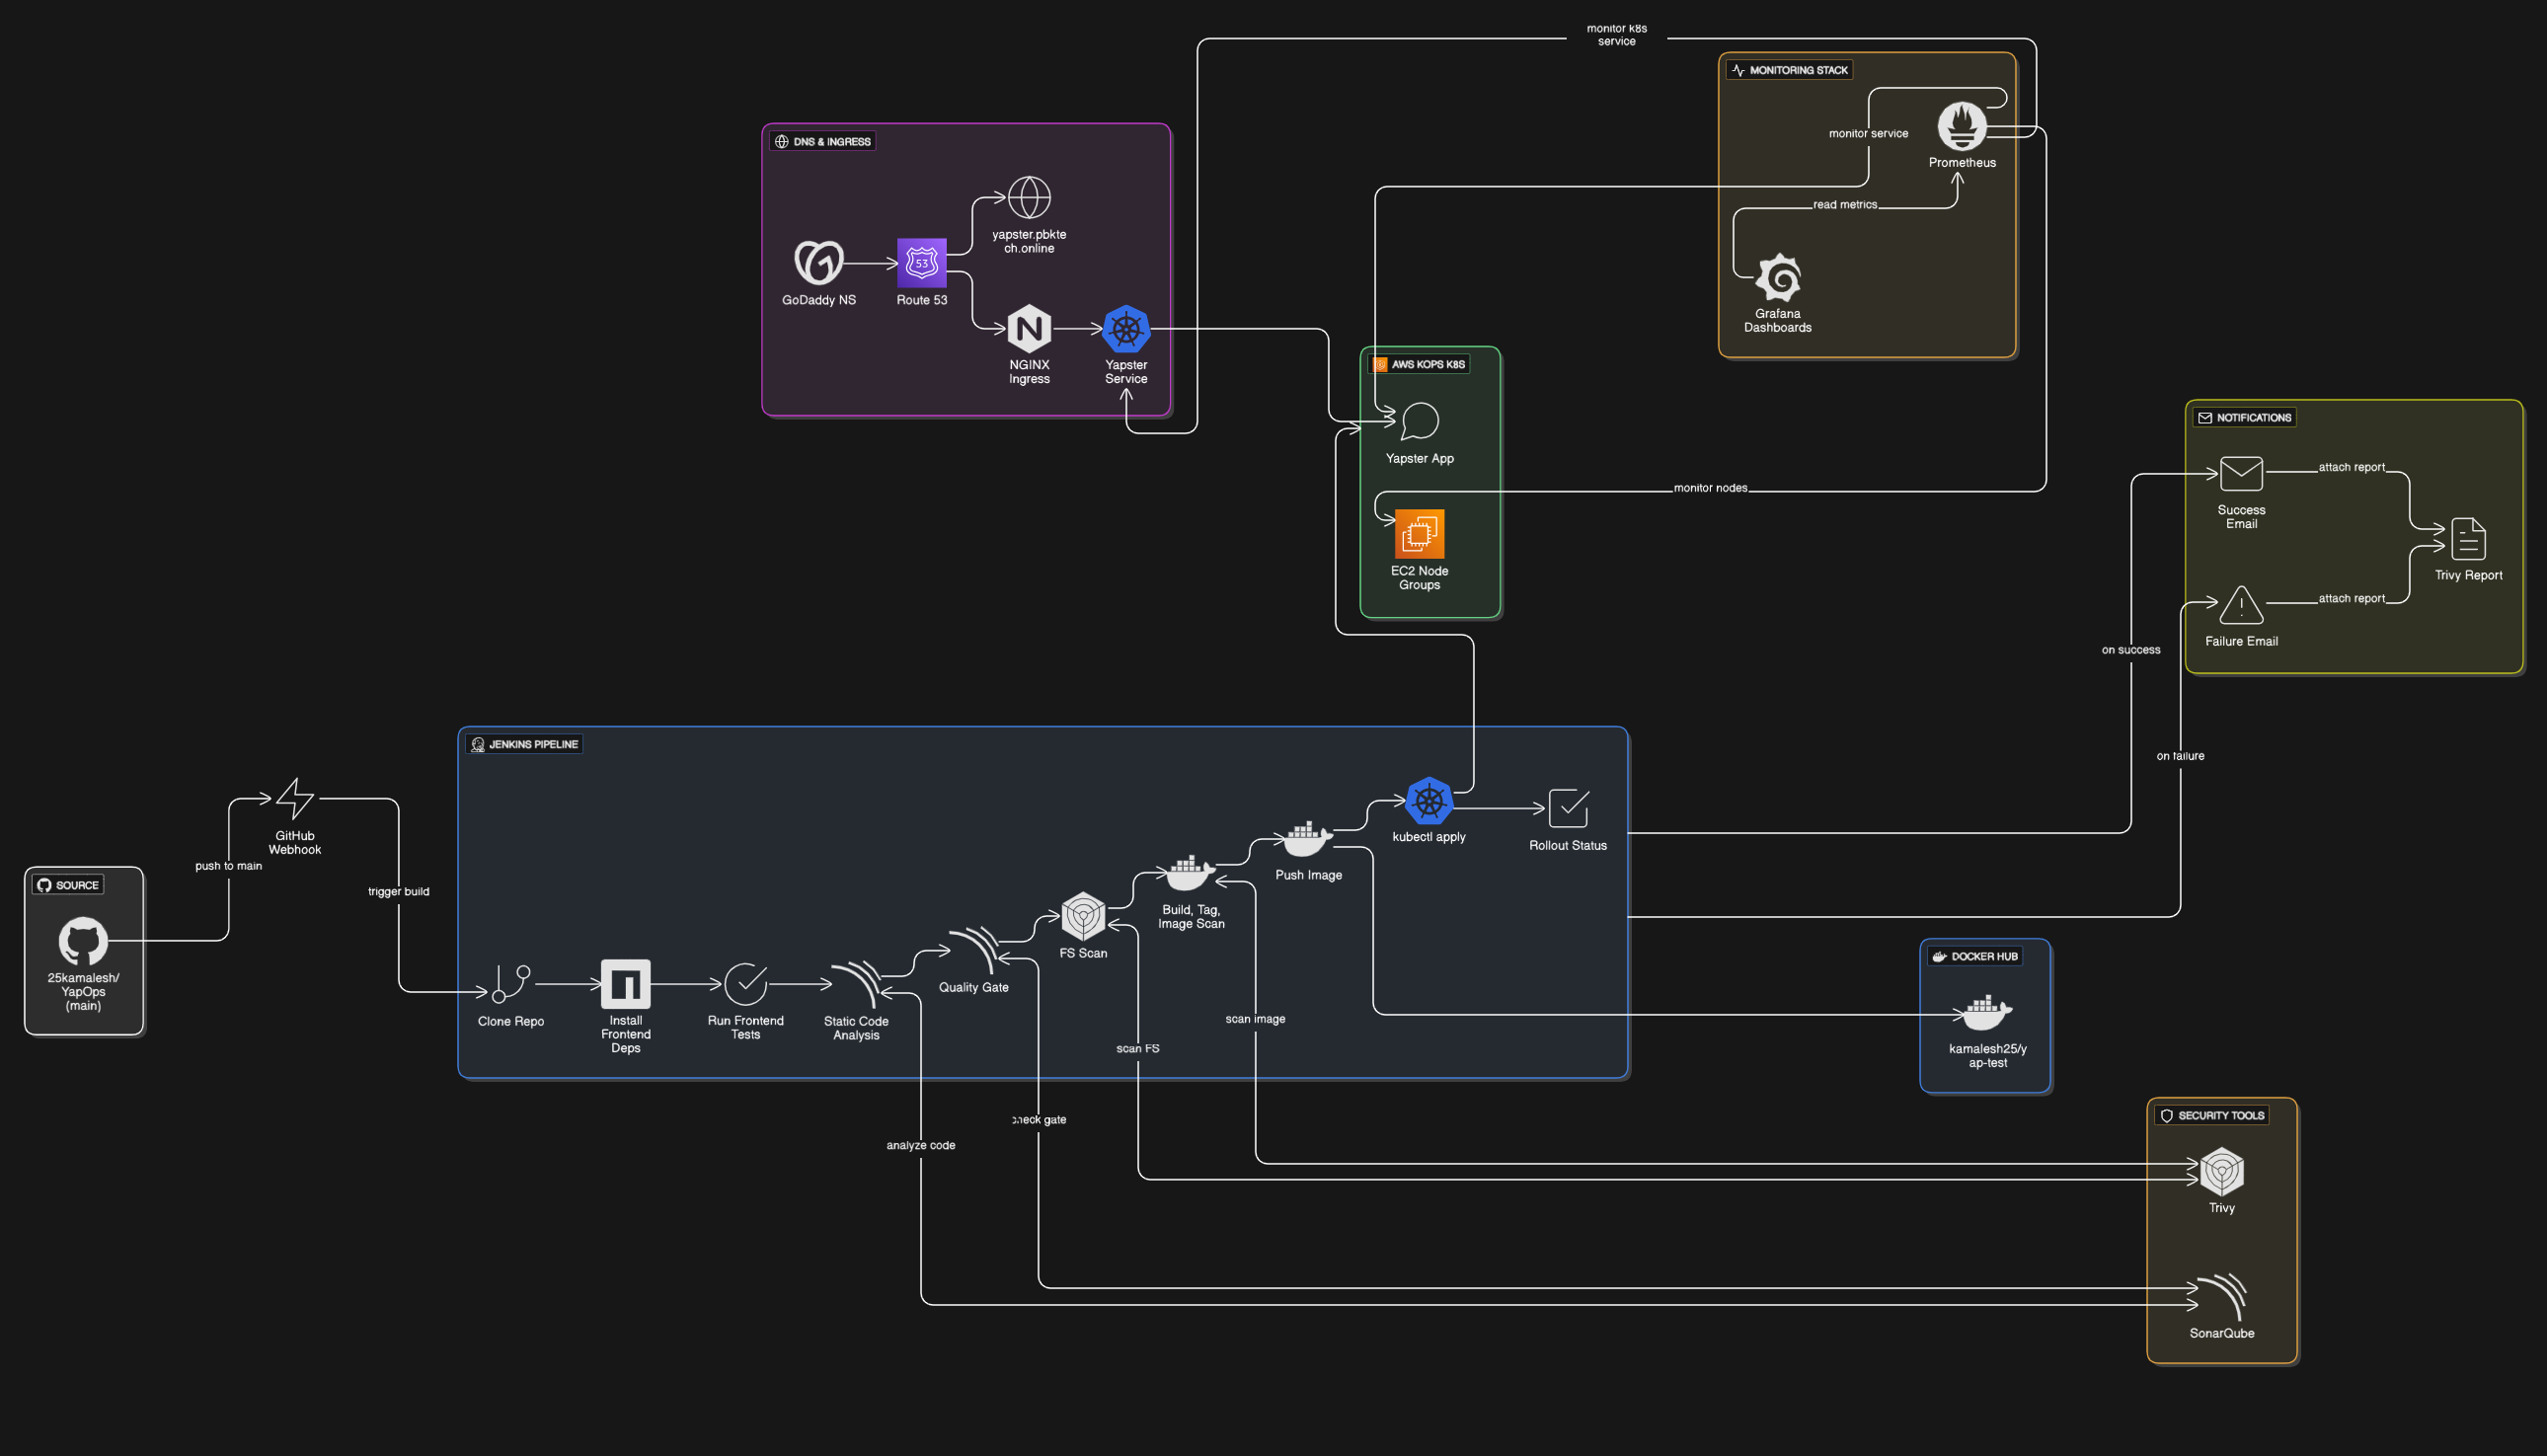 monitor k8s
service
MONITORING STACK
monitor service
Prometheus
read metrics
Grafana
Dashboards
DNS & INGRESS
yapster.pbkte
ch.online
GoDaddy NS
53
Route 53
NGINX
Ingress
Yapster
Service
AWS KOPS K8S
Yapster App
monitor nodes
EC2 Node
Groups
NOTIFICATIONS
Success
Email
attach report
Trivy Report
attach report
Failure Email
on success
on failure
JENKINS PIPELINE
GitHub
Webhook
push to main
trigger build
SOURCE
25kamalesh/
YapOps
(main)
Clone Repo
Install
Frontend
Deps
Run Frontend
Tests
Static Code
Analysis
Quality Gate
FS Scan
Build, Tag,
Image Scan
Push Image
kubectl apply
Rollout Status
scan image
scan FS
check gate
analyze code
DOCKER HUB
kamalesh25/y
ap-test
SECURITY TOOLS
Trivy
SonarQube